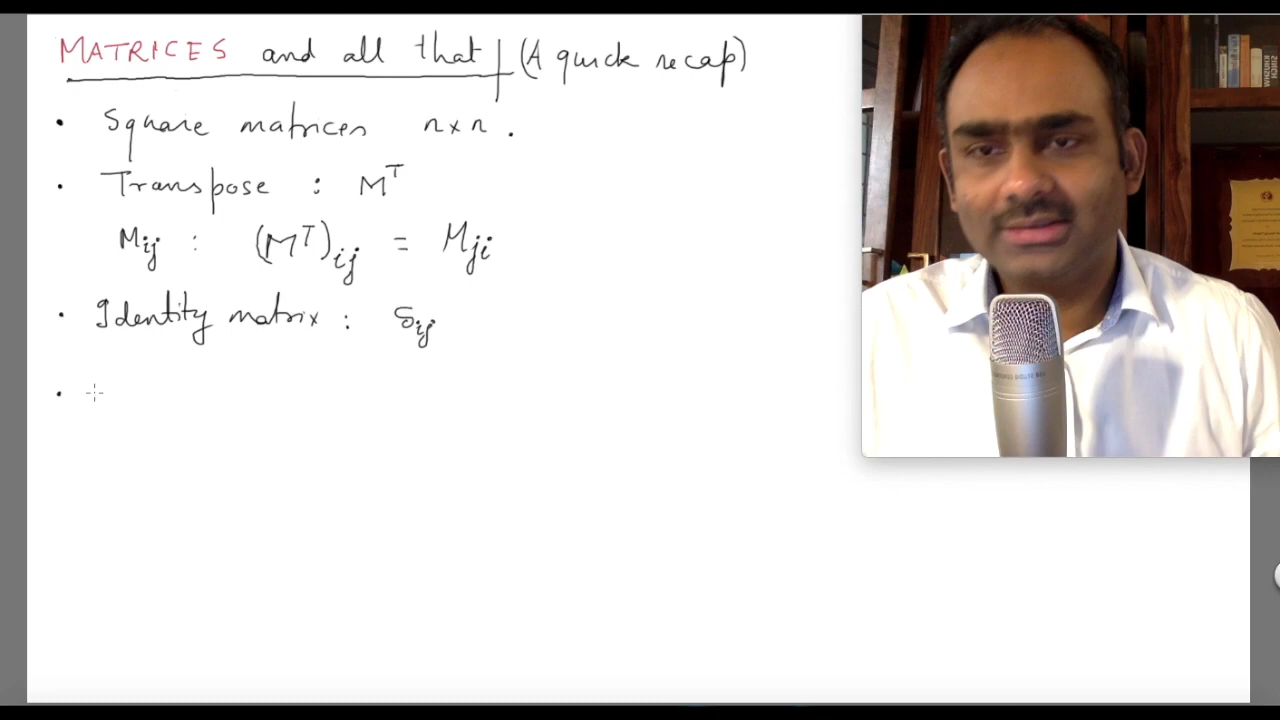 MATRICES and all that (A quick recap)
• Square matrices n×n.
• Transpose : Mᵀ
Mij : (Mᵀ)ij = Mji
• Identity matrix : δij
•